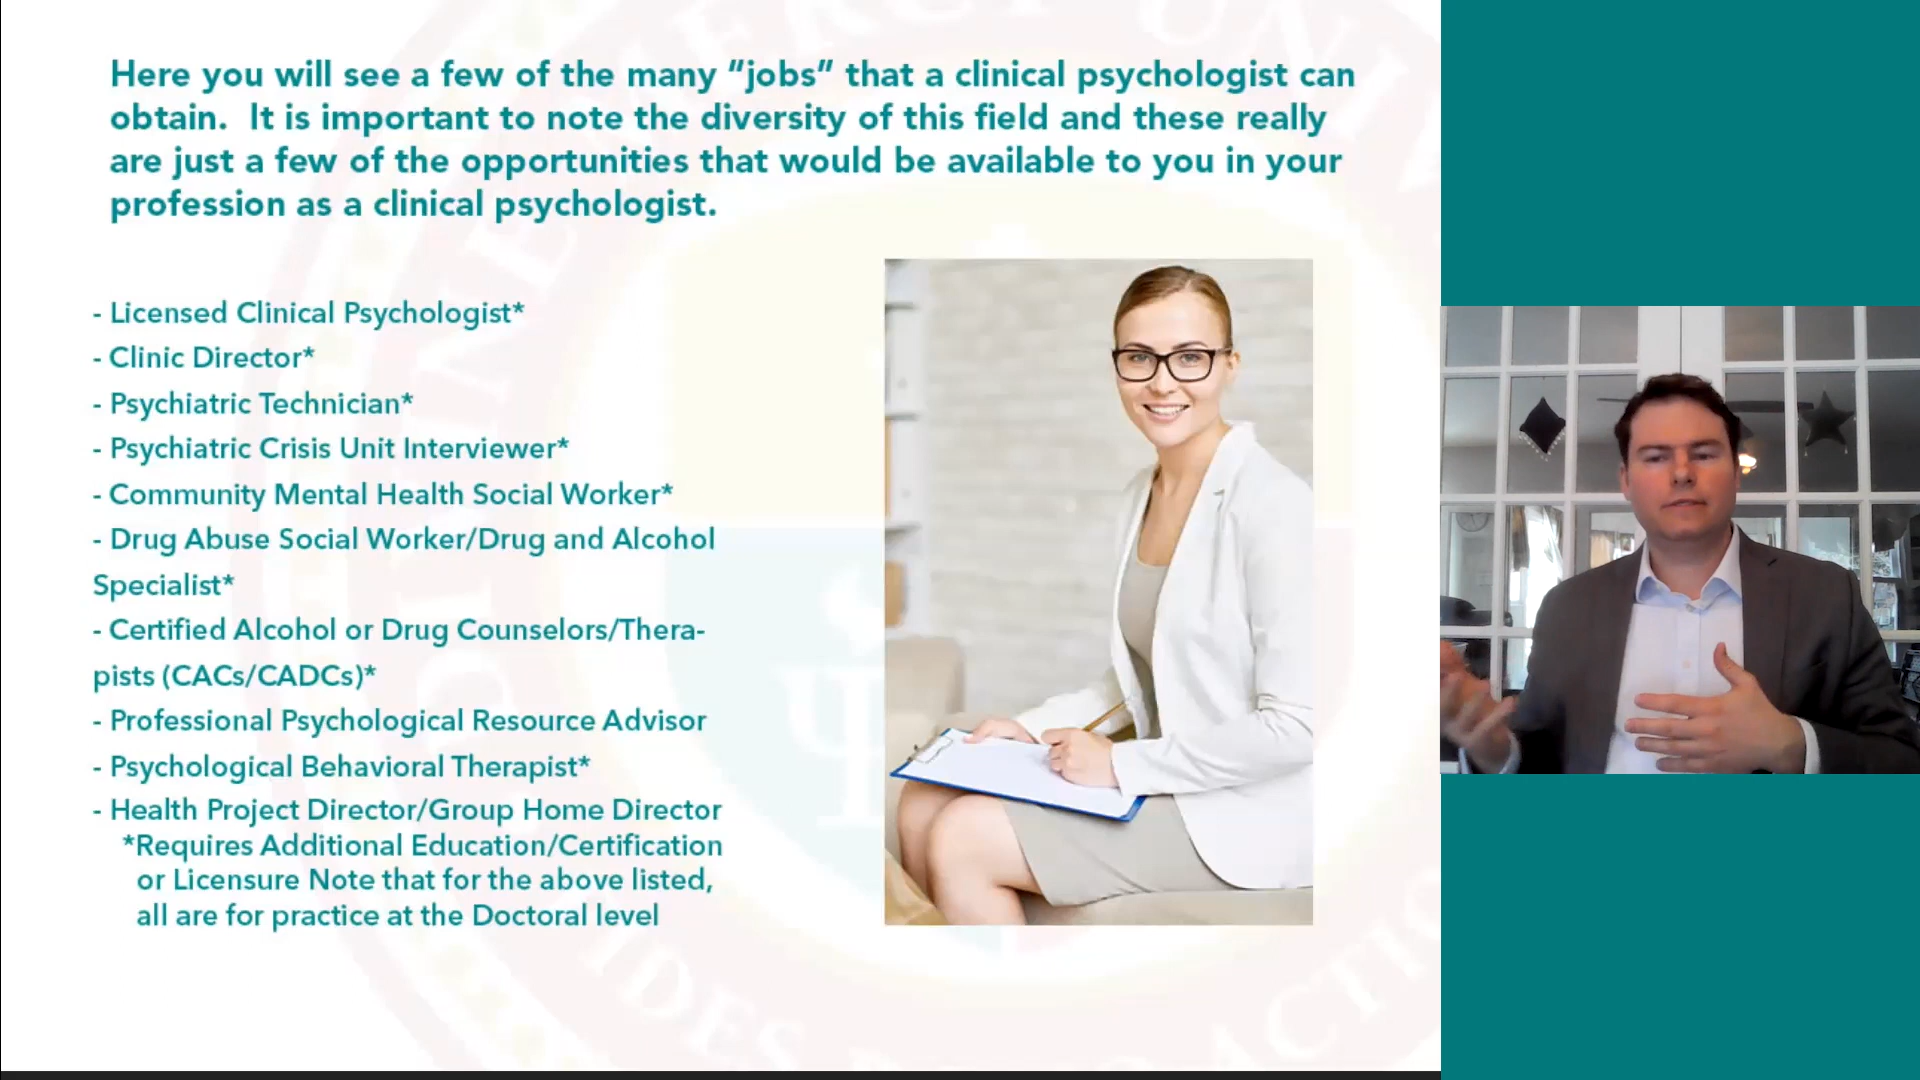 Here you will see a few of the many “jobs” that a clinical psychologist can
obtain.  It is important to note the diversity of this field and these really
are just a few of the opportunities that would be available to you in your
profession as a clinical psychologist.
- Licensed Clinical Psychologist*
- Clinic Director*
- Psychiatric Technician*
- Psychiatric Crisis Unit Interviewer*
- Community Mental Health Social Worker*
- Drug Abuse Social Worker/Drug and Alcohol
Specialist*
- Certified Alcohol or Drug Counselors/Thera-
pists (CACs/CADCs)*
- Professional Psychological Resource Advisor
- Psychological Behavioral Therapist*
- Health Project Director/Group Home Director
*Requires Additional Education/Certification
or Licensure Note that for the above listed,
all are for practice at the Doctoral level